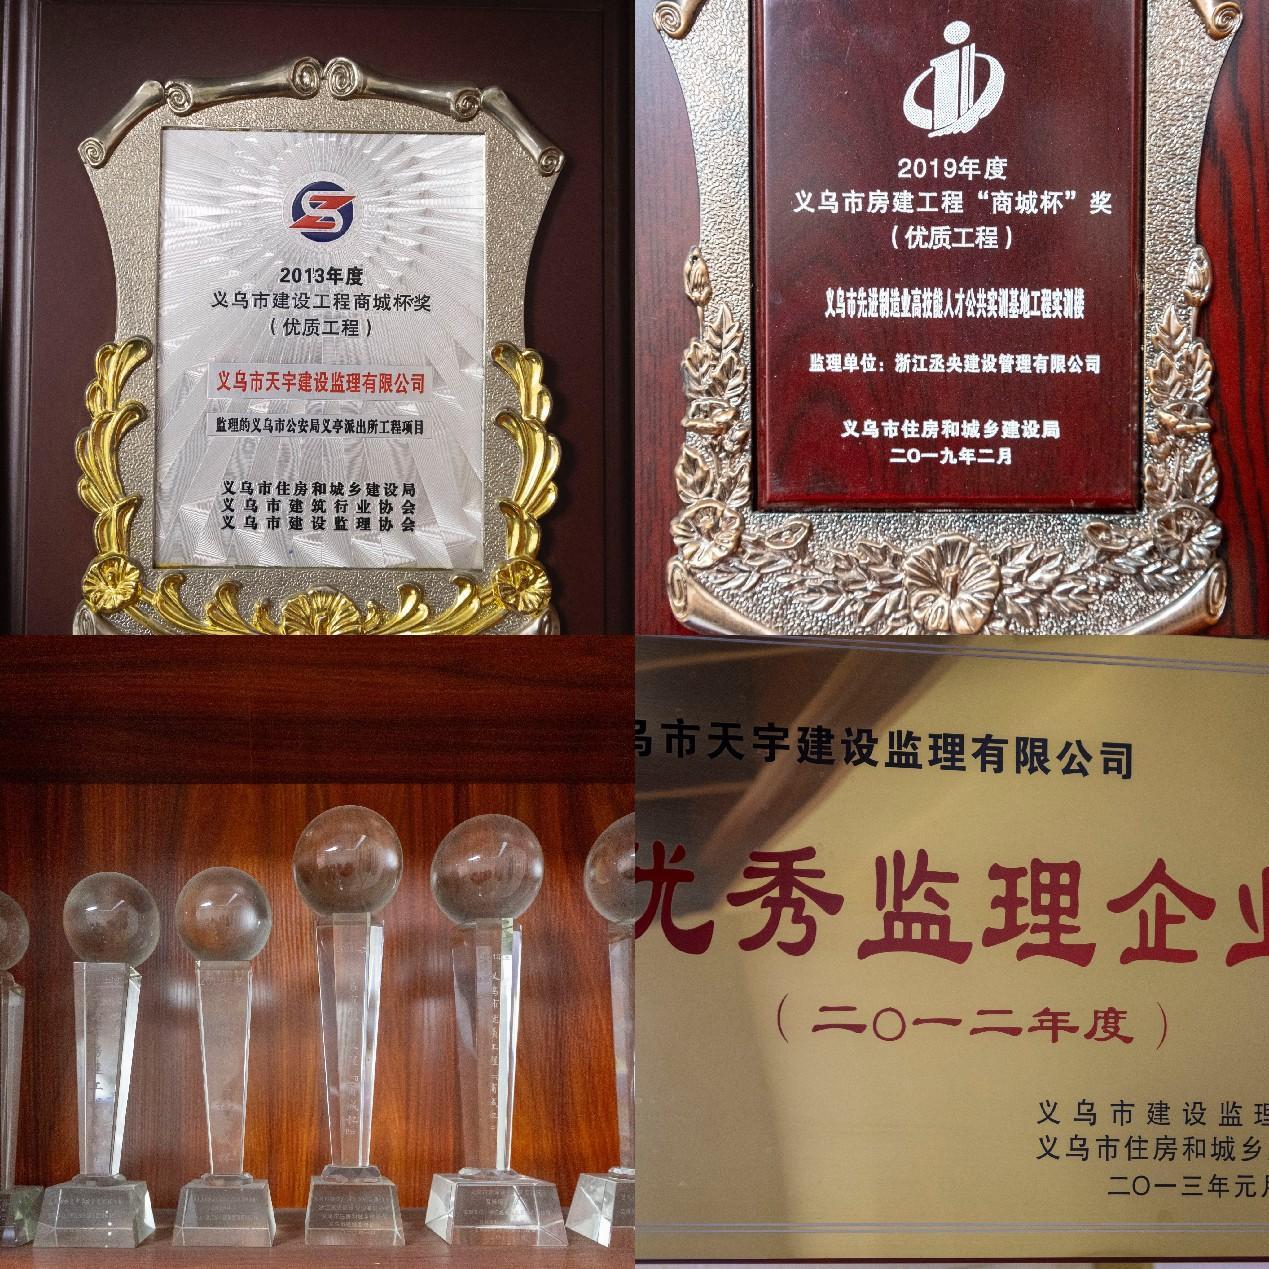 2013年度
义乌市建设工程商城杯奖
（优质工程）
义乌市天宇建设监理有限公司
监理的义乌市公安局义亭派出所工程项目
义乌市住房和城乡建设局
义乌市建筑行业协会
义乌市建设监理协会
2019年度
义乌市房建工程“商城杯”奖
（优质工程）
义乌市先进制造业高技能人才公共实训基地工程实训楼
监理单位：浙江丞央建设管理有限公司
义乌市住房和城乡建设局
二〇一九年二月
乌市天宇建设监理有限公司
优秀监理企业
（二〇一二年度）
义乌市建设监理
义乌市住房和城乡
二〇一三年元月